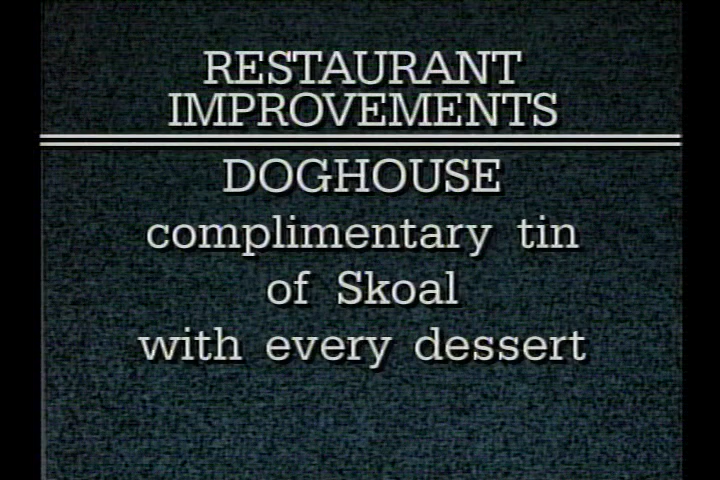 RESTAURANT
IMPROVEMENTS
DOGHOUSE
complimentary tin
of Skoal
with every dessert